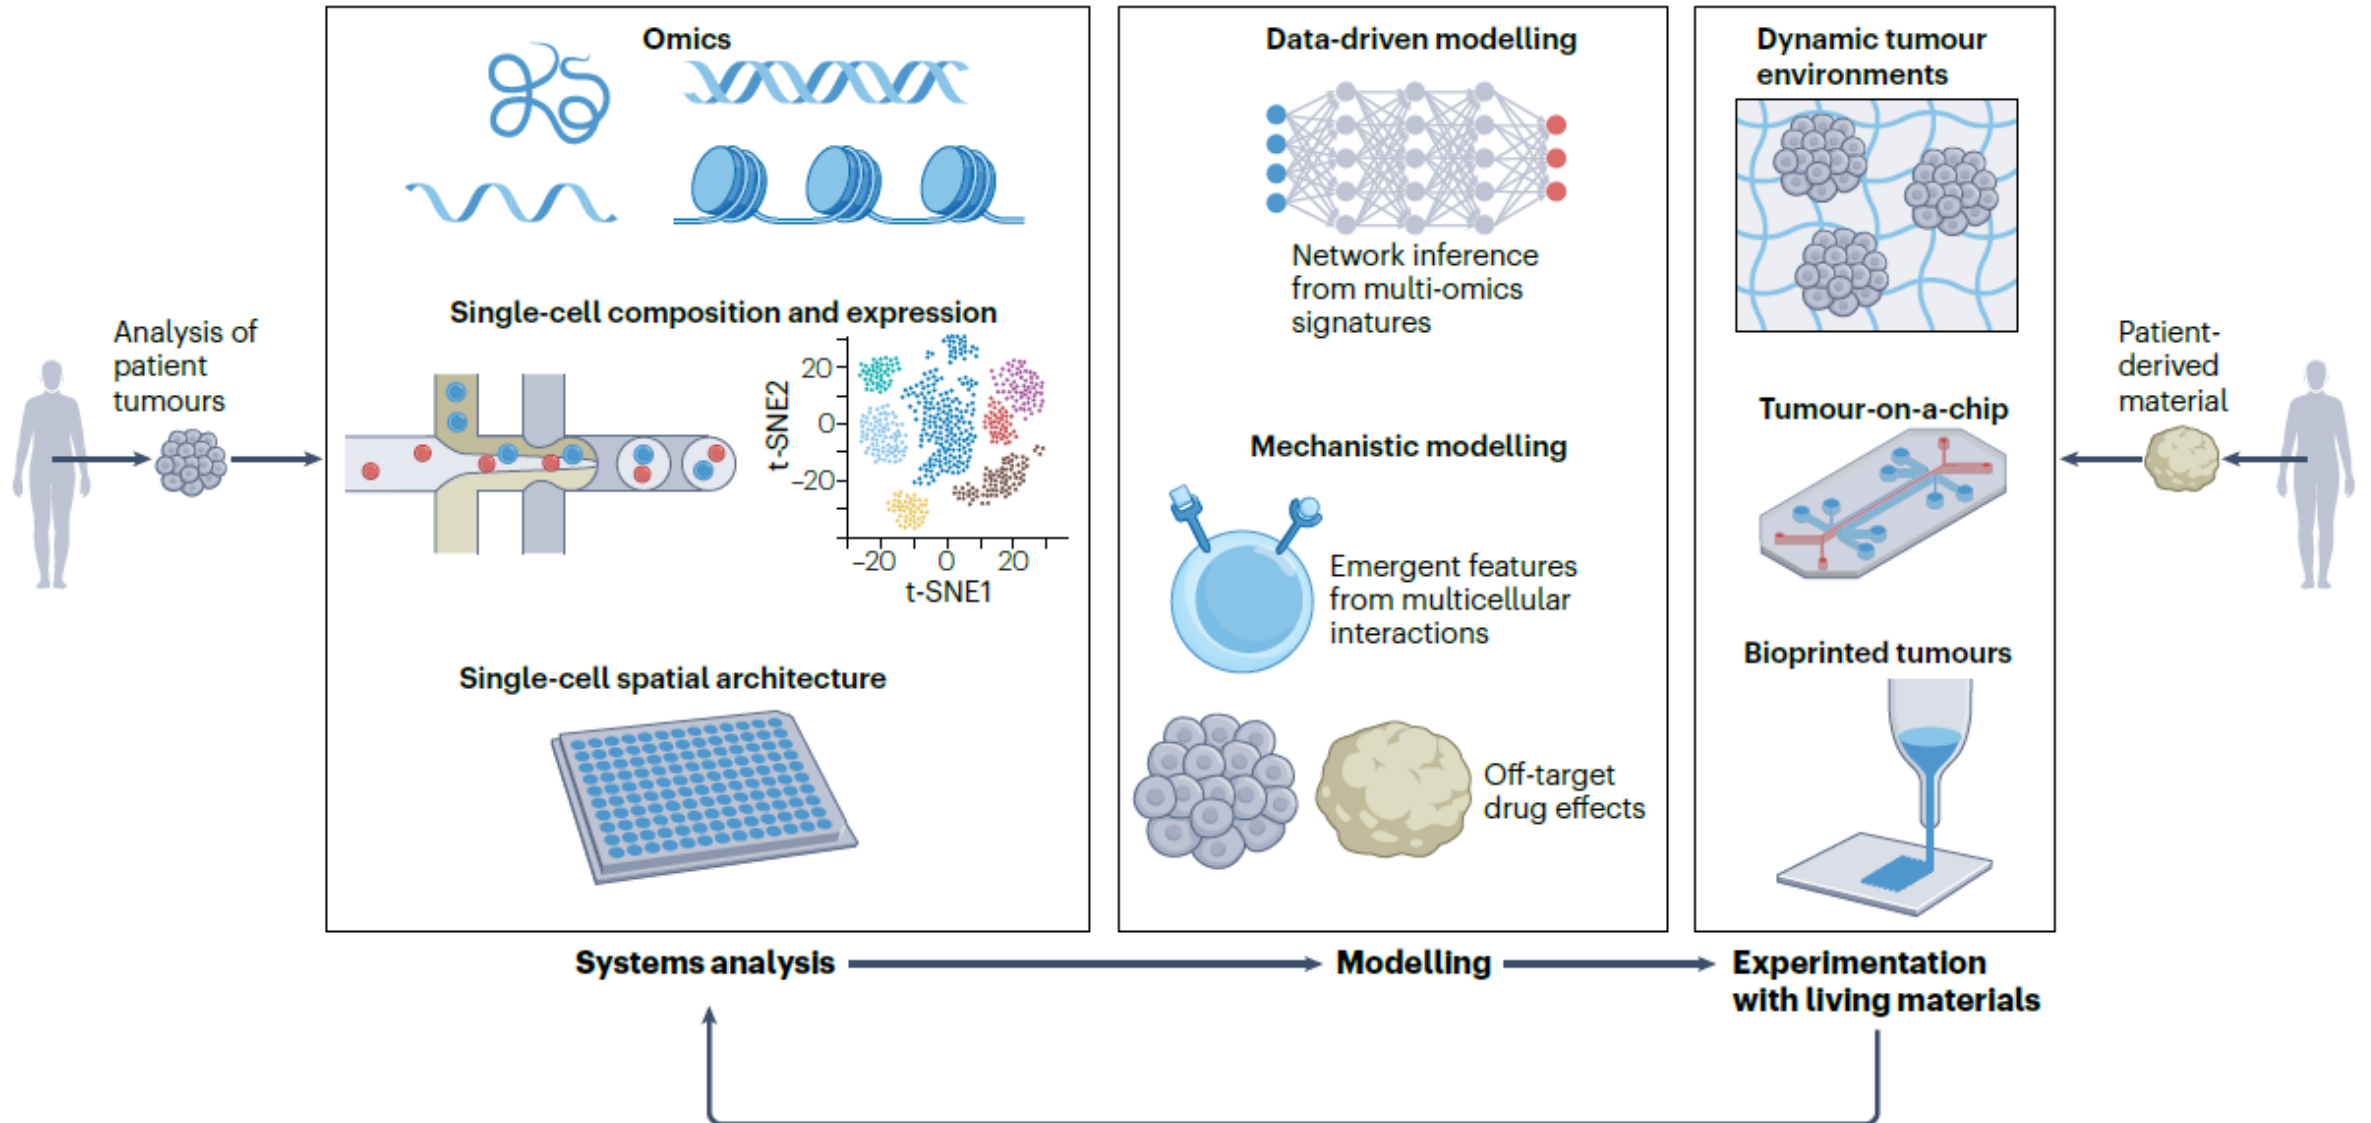 Analysis of
patient
tumours
Omics
Single-cell composition and expression
t-SNE2
20
0
–20
–20 0 20
t-SNE1
Single-cell spatial architecture
Data-driven modelling
Network inference
from multi-omics
signatures
Mechanistic modelling
Emergent features
from multicellular
interactions
Off-target
drug effects
Dynamic tumour
environments
Tumour-on-a-chip
Bioprinted tumours
Patient-
derived
material
Systems analysis
Modelling
Experimentation
with living materials